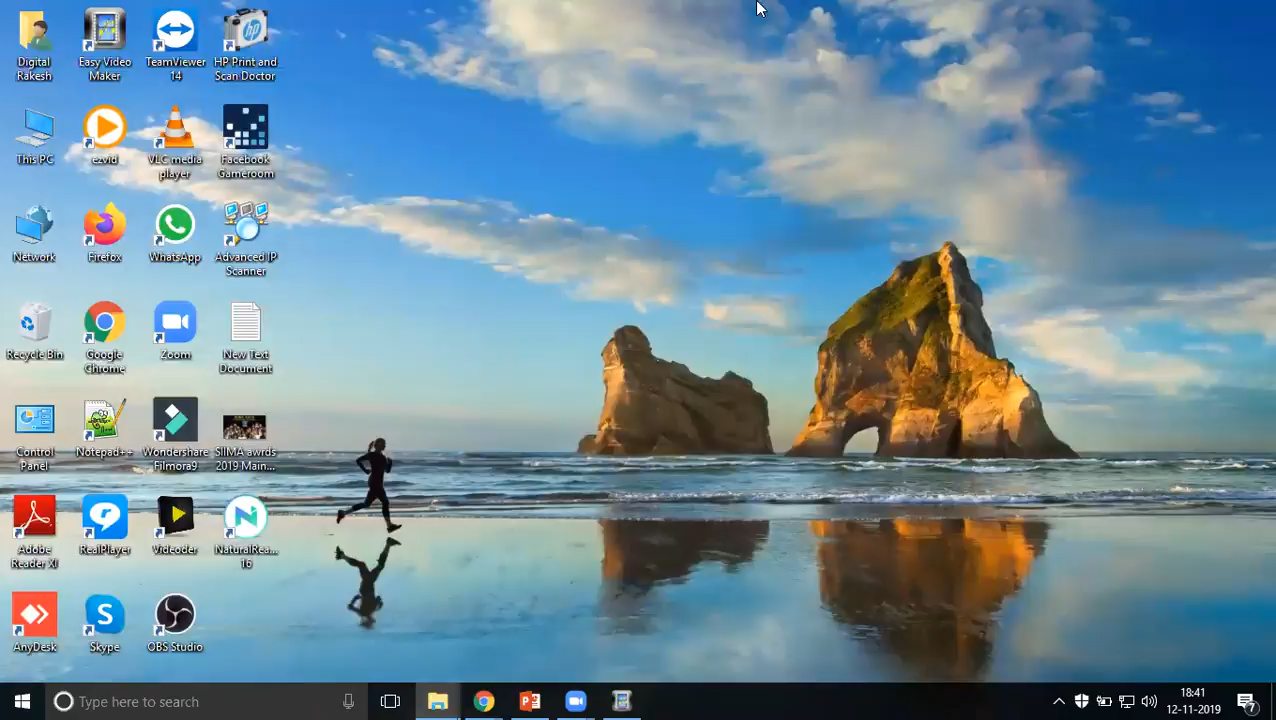 Digital
Rakesh
Easy Video
Maker
TeamViewer
14
HP Print and
Scan Doctor
This PC
ezvid
VLC media
player
Facebook
Gameroom
Network
Firefox
WhatsApp
Advanced IP
Scanner
Recycle Bin
Google
Chrome
Zoom
New Text
Document
Control
Panel
Notepad++
Wondershare
Filmora9
SIIMA awrds
2019 Main...
Adobe
Reader XI
RealPlayer
Videoder
NaturalRea...
16
AnyDesk
Skype
OBS Studio
Type here to search
18:41
12-11-2019
7